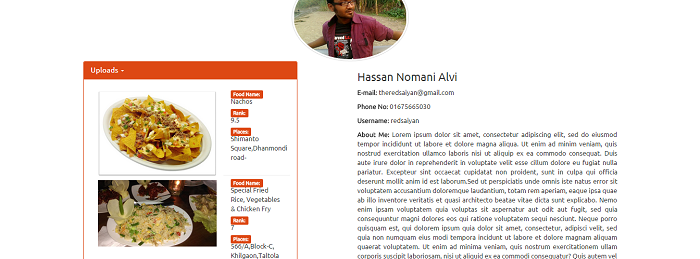 Uploads
Food Name:
Nachos
Rank:
9.5
Places:
Shimanto
Square,Dhanmondi
road-
Food Name:
Special Fried
Rice, Vegetables
& Chicken Fry
Rank:
7
Places:
566/A,Block-C,
Khilgaon,Taltola
Hassan Nomani Alvi
E-mail: theredsaiyan@gmail.com
Phone No: 01675665030
Username: redsaiyan
About Me: Lorem ipsum dolor sit amet, consectetur adipiscing elit, sed do eiusmod
tempor incididunt ut labore et dolore magna aliqua. Ut enim ad minim veniam, quis
nostrud exercitation ullamco laboris nisi ut aliquip ex ea commodo consequat. Duis
aute irure dolor in reprehenderit in voluptate velit esse cillum dolore eu fugiat nulla
pariatur. Excepteur sint occaecat cupidatat non proident, sunt in culpa qui officia
deserunt mollit anim id est laborum.Sed ut perspiciatis unde omnis iste natus error sit
voluptatem accusantium doloremque laudantium, totam rem aperiam, eaque ipsa quae
ab illo inventore veritatis et quasi architecto beatae vitae dicta sunt explicabo. Nemo
enim ipsam voluptatem quia voluptas sit aspernatur aut odit aut fugit, sed quia
consequuntur magni dolores eos qui ratione voluptatem sequi nesciunt. Neque porro
quisquam est, qui dolorem ipsum quia dolor sit amet, consectetur, adipisci velit, sed
quia non numquam eius modi tempora incidunt ut labore et dolore magnam aliquam
quaerat voluptatem. Ut enim ad minima veniam, quis nostrum exercitationem ullam
corporis suscipit laboriosam, nisi ut aliquid ex ea commodi consequatur? Quis autem vel